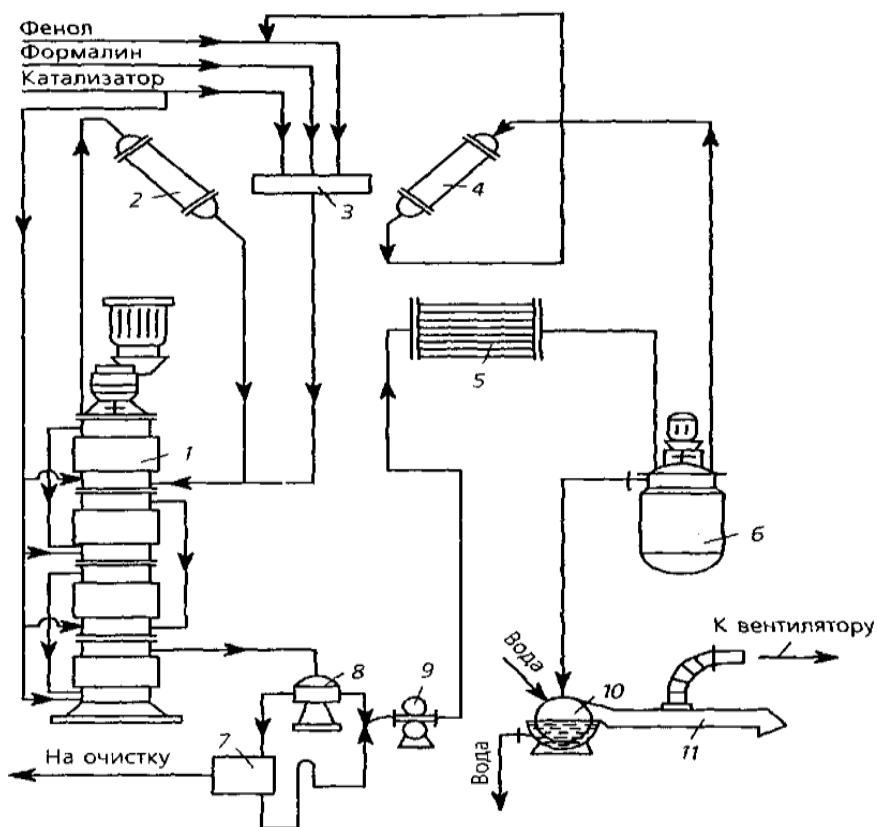 Фенол
Формалин
Катализатор
2
3
4
5
1
6
К вентилятору
Вода
8
9
10
7
11
На очистку
Вода